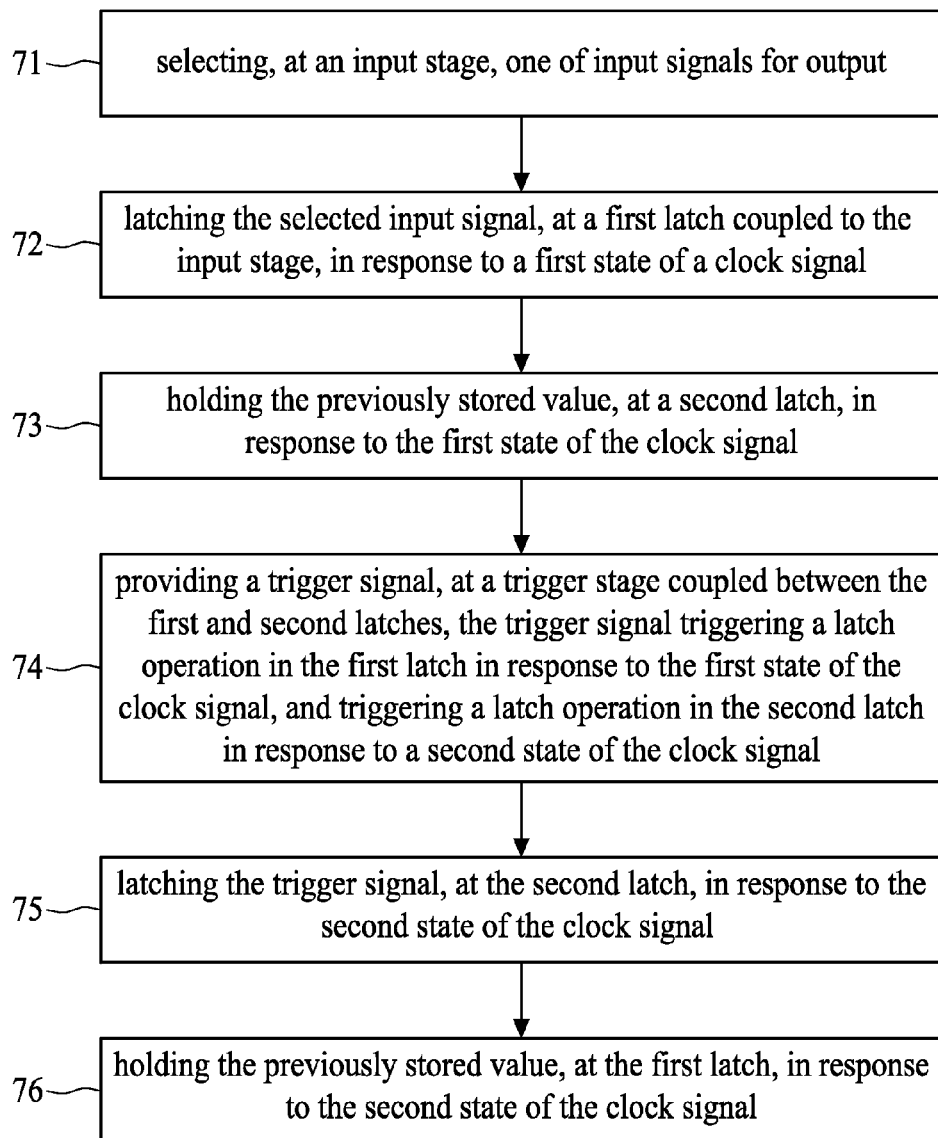 71
selecting, at an input stage, one of input signals for output
72
latching the selected input signal, at a first latch coupled to the
input stage, in response to a first state of a clock signal
73
holding the previously stored value, at a second latch, in
response to the first state of the clock signal
74
providing a trigger signal, at a trigger stage coupled between the
first and second latches, the trigger signal triggering a latch
operation in the first latch in response to the first state of the
clock signal, and triggering a latch operation in the second latch
in response to a second state of the clock signal
75
latching the trigger signal, at the second latch, in response to the
second state of the clock signal
76
holding the previously stored value, at the first latch, in response
to the second state of the clock signal